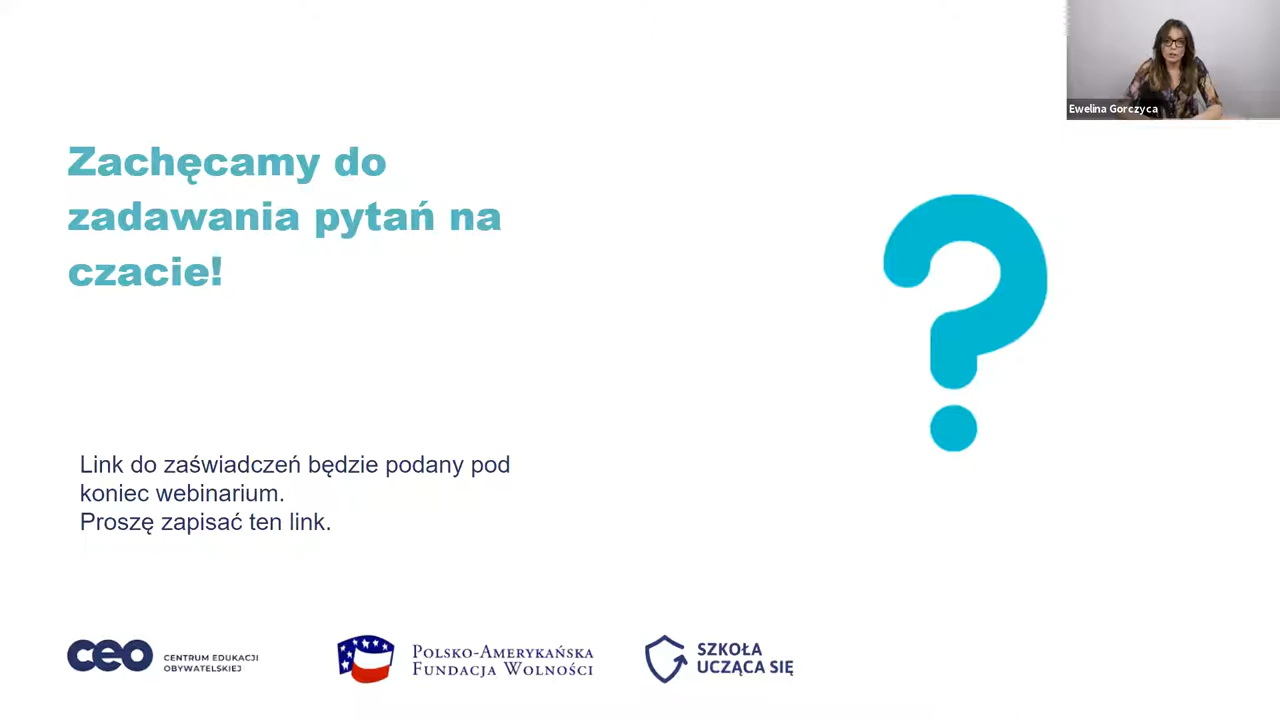 Ewelina Gorczyca
Zachęcamy do
zadawania pytań na
czacie!
Link do zaświadczeń będzie podany pod
koniec webinarium.
Proszę zapisać ten link.
ceo
CENTRUM EDUKACJI
OBYWATELSKIEJ
POLSKO-AMERYKAŃSKA
FUNDACJA WOLNOŚCI
SZKOŁA
UCZĄCA SIĘ